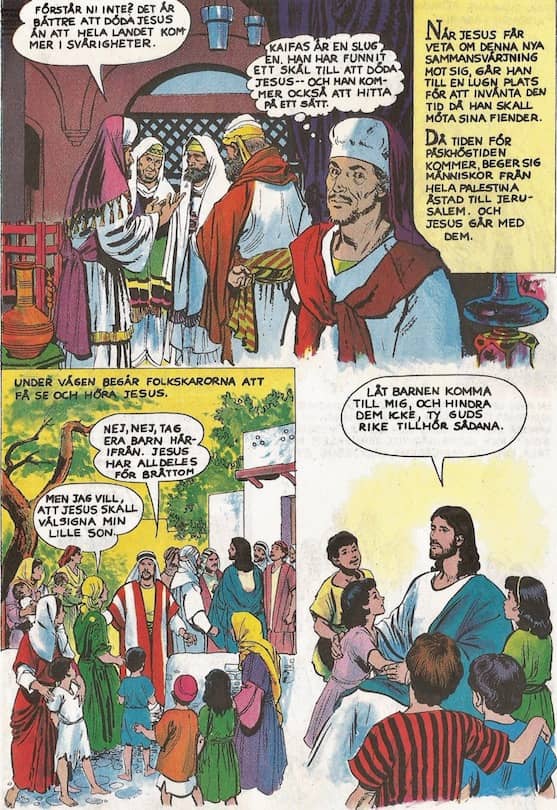 FÖRSTÅR NI INTE? DET ÄR
BÄTTRE ATT DÖDA JESUS
ÄN ATT HELA LANDET KOM-
MER I SVÅRIGHETER.
KAIFAS ÄR EN SLUG
EN. HAN HAR FUNNIT
ETT SKÄL TILL ATT DÖDA
JESUS -- OCH HAN KOM-
MER OCKSÅ ATT HITTA
PÅ ETT SÄTT.
NÄR JESUS FÅR
VETA OM DENNA NYA
SAMMANSVÄRJNING
MOT SIG, GÅR HAN
TILL EN LUGN PLATS
FÖR ATT INVÄNTA DEN
TID DÅ HAN SKALL
MÖTA SINA FIENDER.
DÅ TIDEN FÖR
PÅSKHÖGTIDEN
KOMMER, BEGER SIG
MÄNNISKOR FRÅN
HELA PALESTINA
ÅSTAD TILL JERU-
SALEM. OCH
JESUS GÅR MED
DEM.
UNDER VÄGEN BEGÄR FOLKSKARORNA ATT
FÅ SE OCH HÖRA JESUS.
NEJ, NEJ, TAG
ERA BARN HÄR-
IFRÅN. JESUS
HAR ALLDELES
FÖR BRÅTTOM
MEN JAG VILL,
ATT JESUS SKALL
VÄLSIGNA MIN
LILLE SON.
LÅT BARNEN KOMMA
TILL MIG, OCH HINDRA
DEM ICKE, TY GUDS
RIKE TILLHÖR SÅDANA.